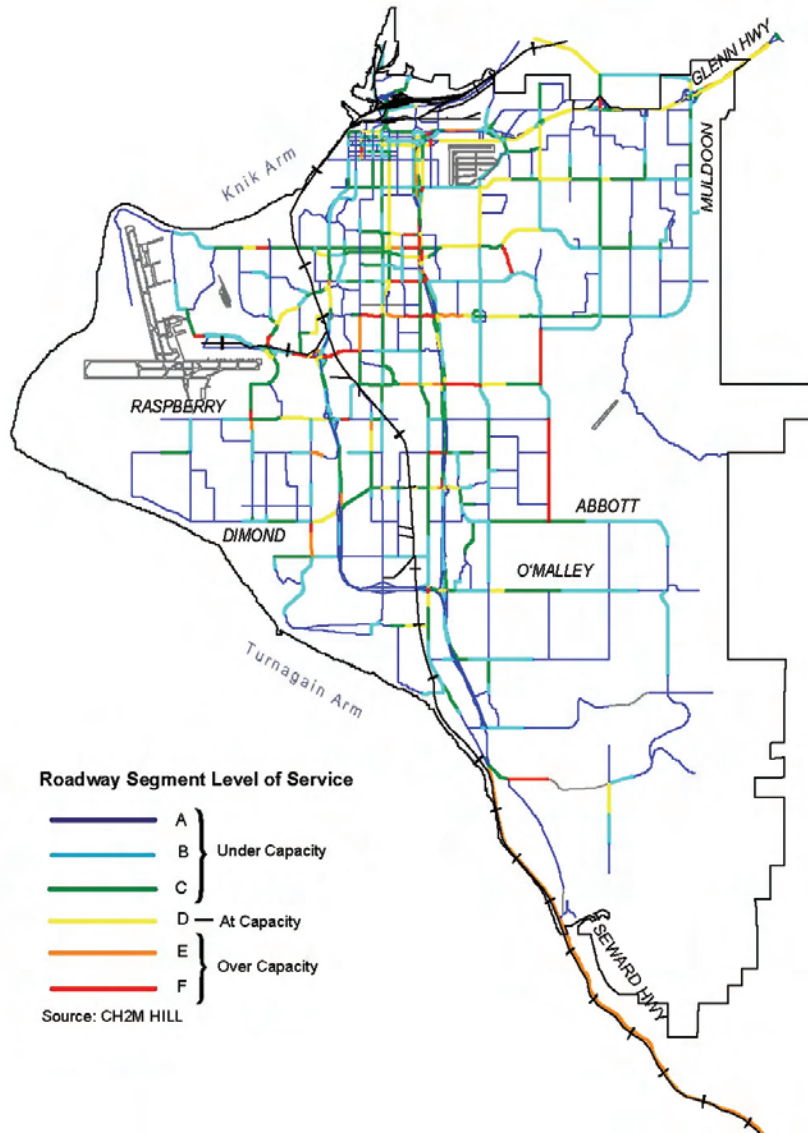 GLENN HWY
MULDOON
Knik Arm
RASPBERRY
DIMOND
ABBOTT
O'MALLEY
Turnagain Arm
SEWARD HWY
Roadway Segment Level of Service
A
B Under Capacity
C
D At Capacity
E
Over Capacity
F
Source: CH2M HILL